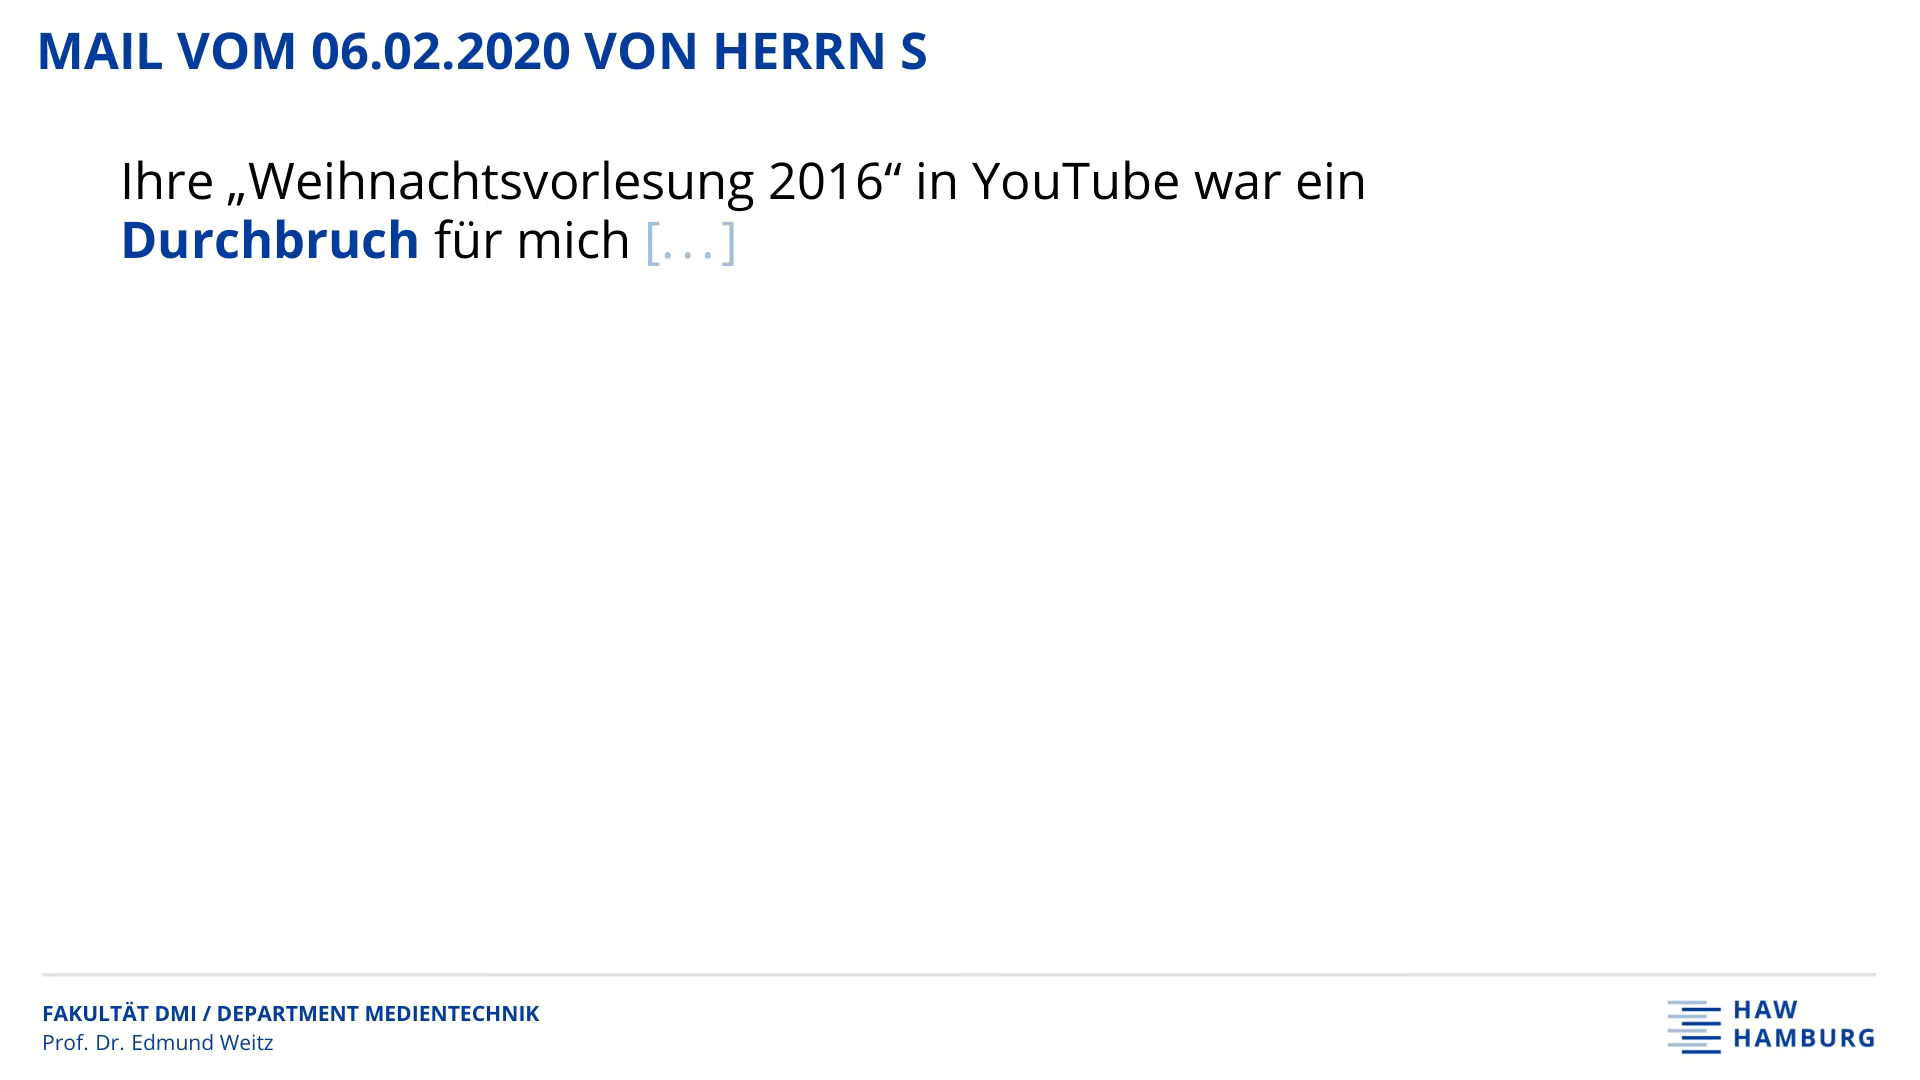 MAIL VOM 06.02.2020 VON HERRN S
Ihre „Weihnachtsvorlesung 2016“ in YouTube war ein
Durchbruch für mich [...]
FAKULTÄT DMI / DEPARTMENT MEDIENTECHNIK
Prof. Dr. Edmund Weitz
HAW
HAMBURG